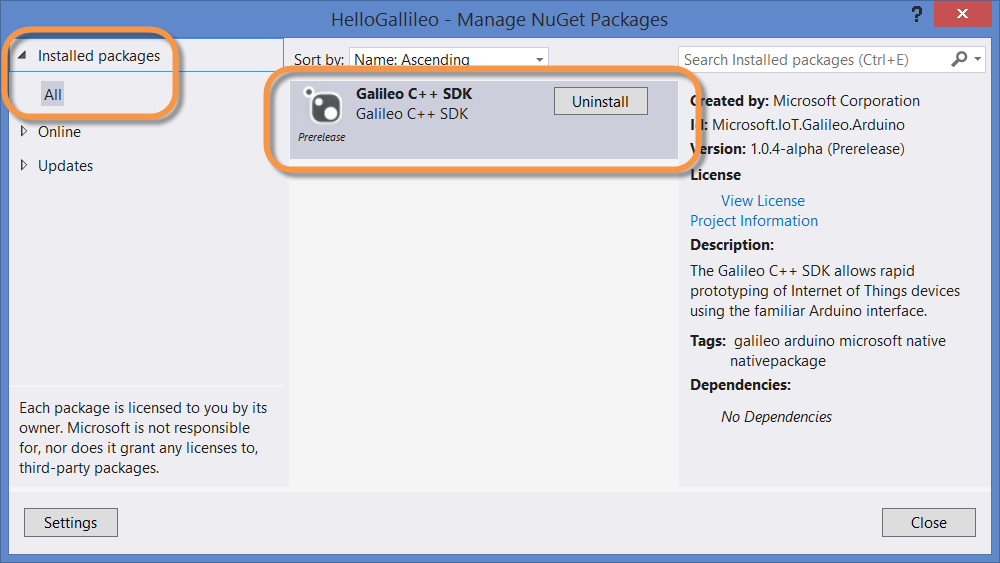 HelloGallileo - Manage NuGet Packages
?
Installed packages
All
Online
Updates
Each package is licensed to you by its
owner. Microsoft is not responsible
for, nor does it grant any licenses to,
third-party packages.
Settings
Sort by: Name: Ascending
Galileo C++ SDK
Galileo C++ SDK
Prerelease
Uninstall
Search Installed packages (Ctrl+E)
Created by: Microsoft Corporation
Id: Microsoft.IoT.Galileo.Arduino
Version: 1.0.4-alpha (Prerelease)
License
View License
Project Information
Description:
The Galileo C++ SDK allows rapid
prototyping of Internet of Things devices
using the familiar Arduino interface.
Tags: galileo arduino microsoft native
nativepackage
Dependencies:
No Dependencies
Close